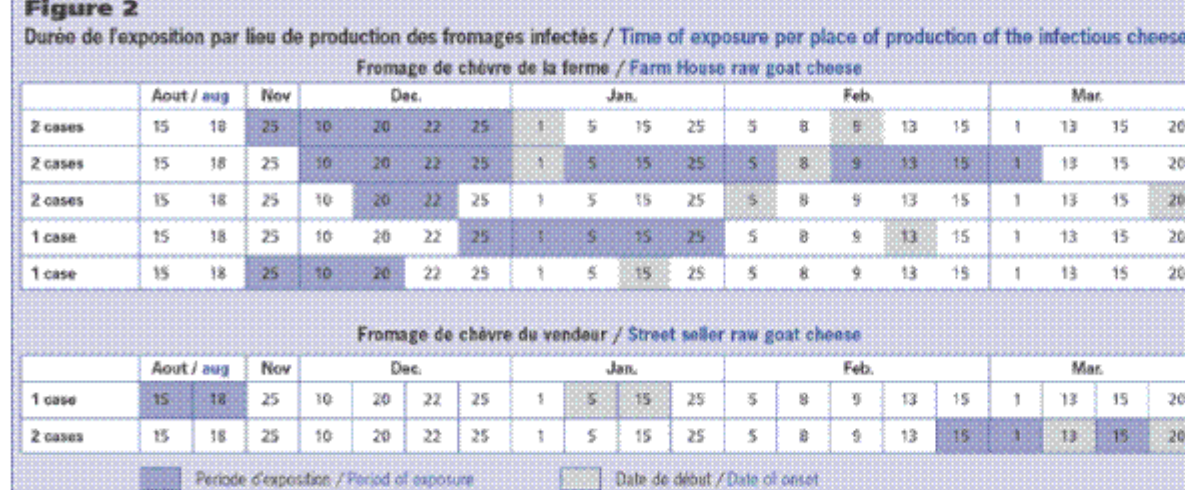 Figure 2
Durée de l'exposition par lieu de production des fromages infectés / Time of exposure per place of production of the infectious cheese
Fromage de chèvre de la ferme / Farm House raw goat cheese
Aout / aug Nov Dec. Jan. Feb. Mar.
2 cases 15 18 25 10 20 22 25 1 5 15 25 5 8 9 13 15 1 13 15 20
2 cases 15 18 25 10 20 22 25 1 5 15 25 5 8 9 13 15 1 13 15 20
2 cases 15 18 25 10 20 22 25 1 5 15 25 5 8 9 13 15 1 13 15 20
1 case 15 18 25 10 20 22 25 1 5 15 25 5 8 9 13 15 1 13 15 20
1 case 15 18 25 10 20 22 25 1 5 15 25 5 8 9 13 15 1 13 15 20
Fromage de chèvre du vendeur / Street seller raw goat cheese
Aout / aug Nov Dec. Jan. Feb. Mar.
1 case 15 18 25 10 20 22 25 1 5 15 25 5 8 9 13 15 1 13 15 20
2 cases 15 18 25 10 20 22 25 1 5 15 25 5 8 9 13 15 1 13 15 20
Periode d'exposition / Period of exposure Date de début / Date of onset